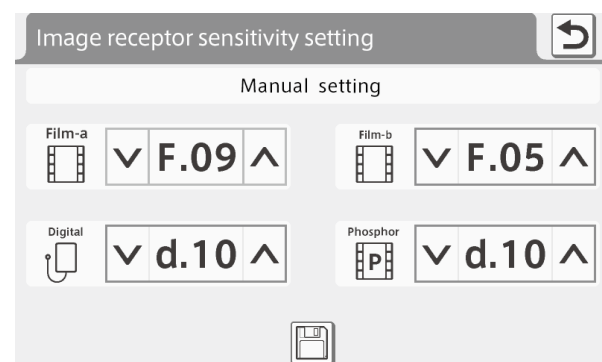 Image receptor sensitivity setting
Manual setting
Film-a
F.09
Film-b
F.05
Digital
d.10
Phosphor
P
d.10